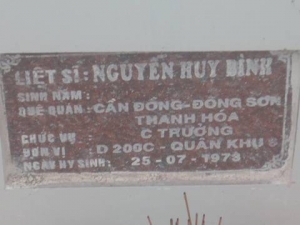 LIỆT SĨ: NGUYỄN HUY BÌNH
SINH NĂM :
QUÊ QUÁN : CẦN ĐÔNG-ĐÔNG SƠN
THANH HÓA
CHỨC VỤ : C TRƯỞNG
ĐƠN VỊ : D 200C - QUÂN KHU
NGÀY HY SINH: 25 - 07 - 1973